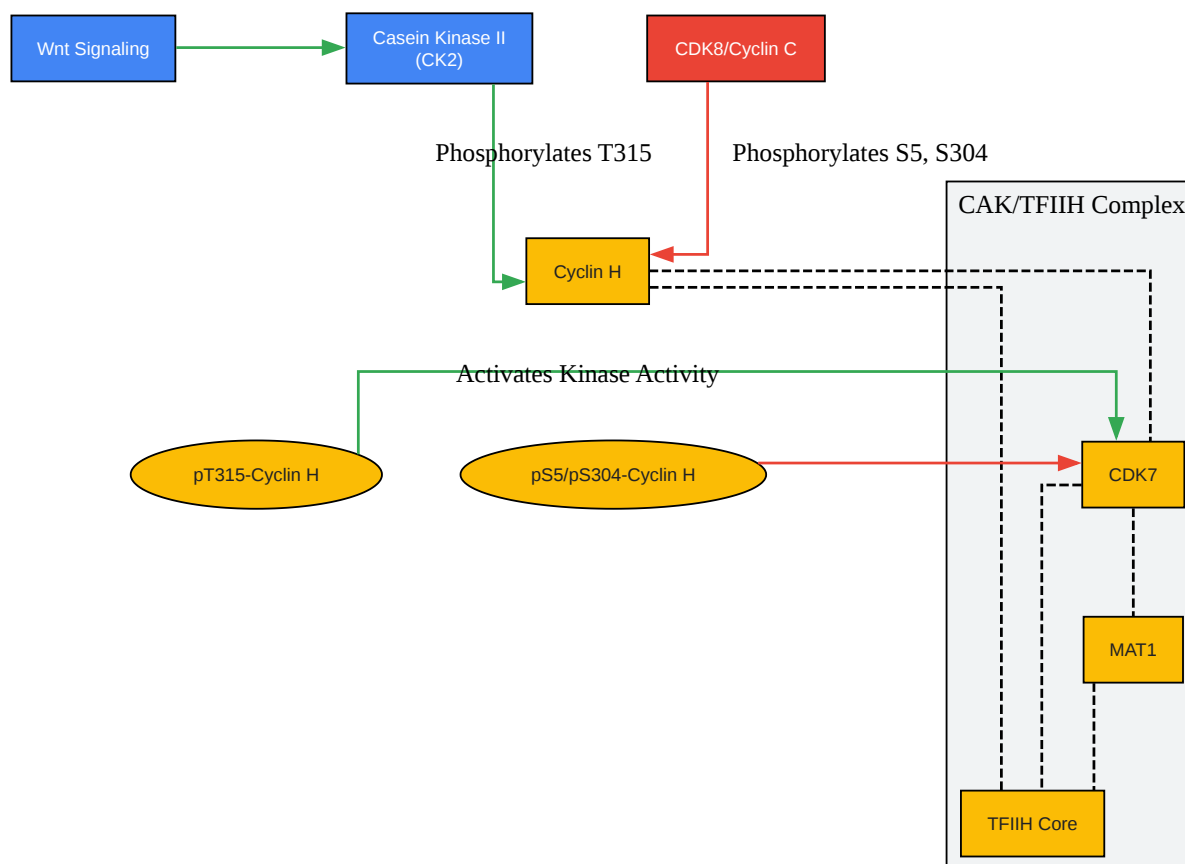 Wnt Signaling
Casein Kinase II
(CK2)
CDK8/Cyclin C
Phosphorylates T315
Phosphorylates S5, S304
CAK/TFIIH Complex
Cyclin H
Activates Kinase Activity
pT315-Cyclin H
pS5/pS304-Cyclin H
CDK7
MAT1
TFIIH Core